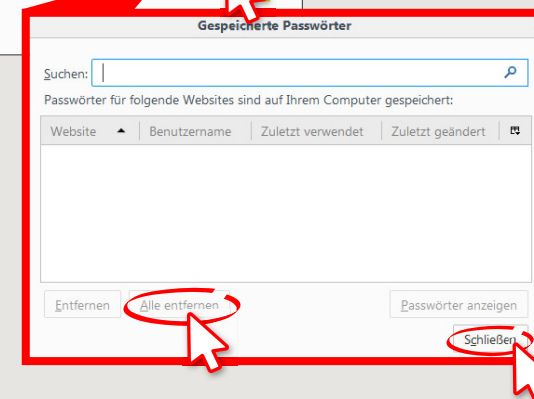 Gespeicherte Passwörter
Suchen:
Passwörter für folgende Websites sind auf Ihrem Computer gespeichert:
Website Benutzername Zuletzt verwendet Zuletzt geändert
Entfernen Alle entfernen Passwörter anzeigen
Schließen